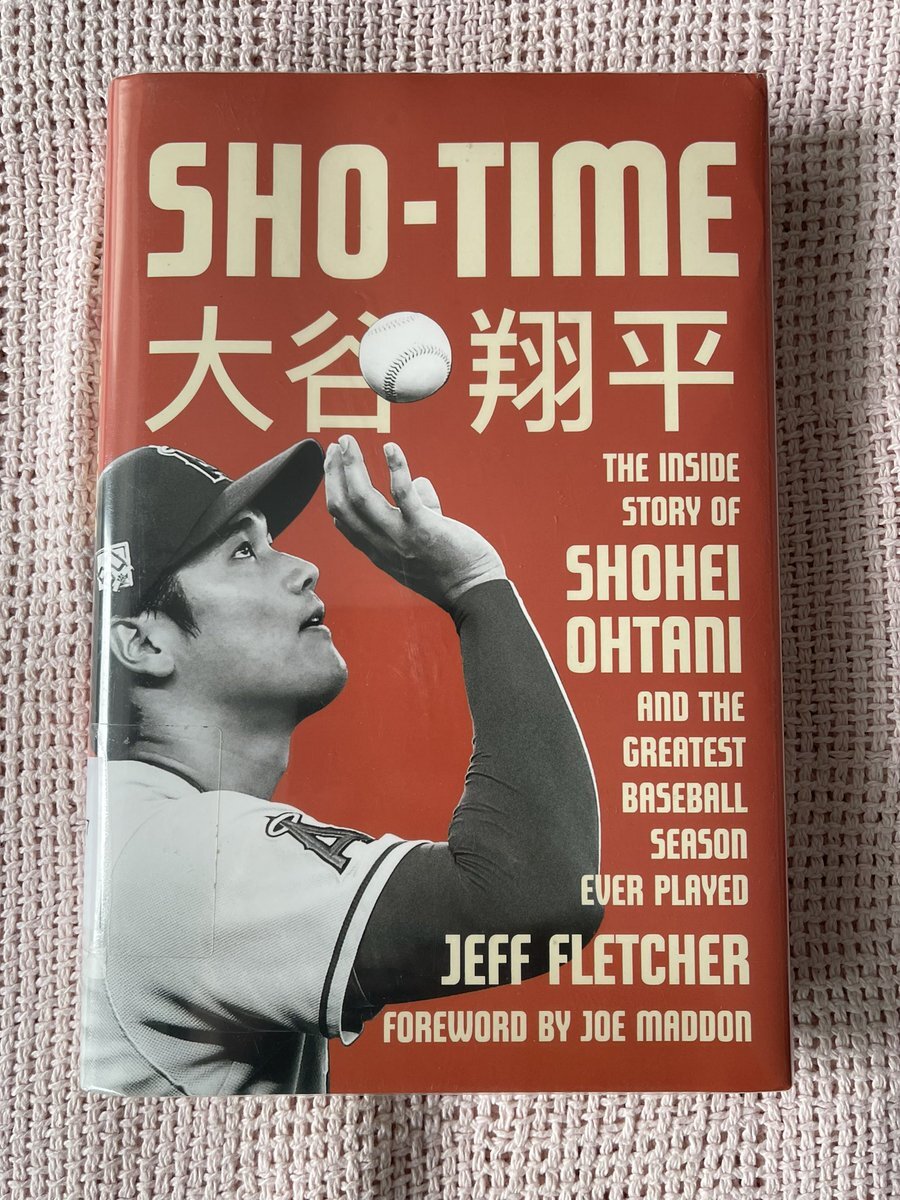 SHO-TIME
大谷 翔平
THE INSIDE
STORY OF
SHOHEI
OHTANI
AND THE
GREATEST
BASEBALL
SEASON
EVER PLAYED
JEFF FLETCHER
FOREWORD BY JOE MADDON
A